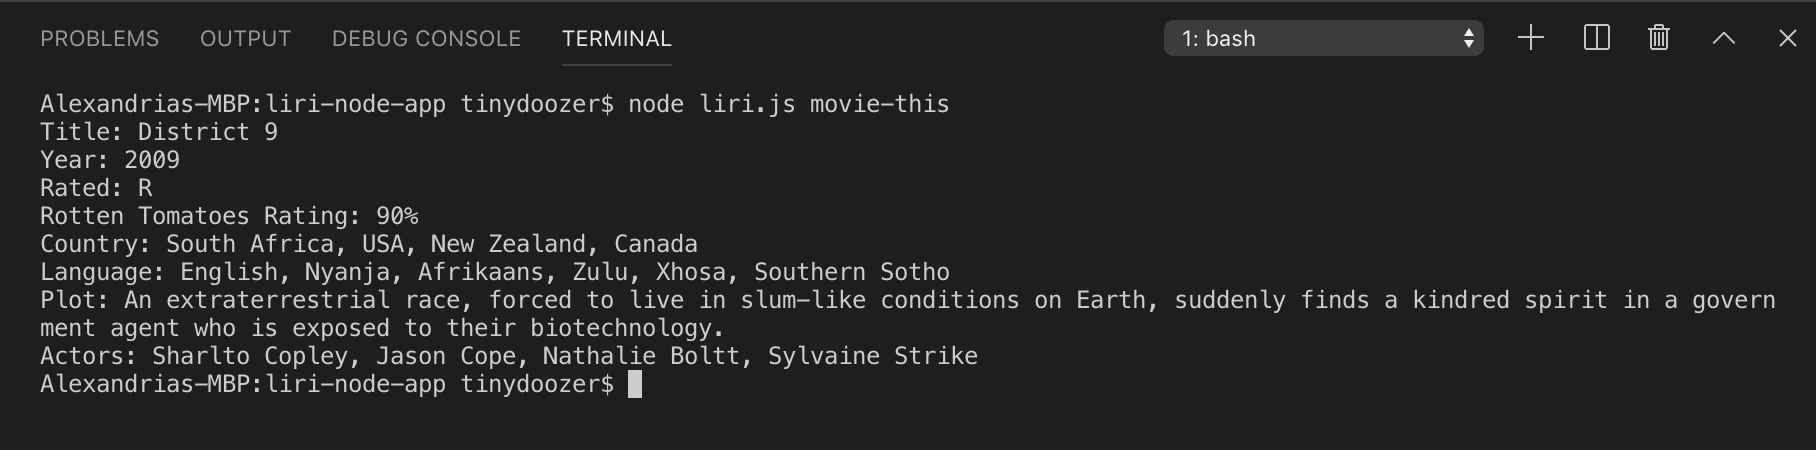 PROBLEMS OUTPUT DEBUG CONSOLE TERMINAL 1: bash
Alexandrias-MBP:liri-node-app tinydoozer$ node liri.js movie-this
Title: District 9
Year: 2009
Rated: R
Rotten Tomatoes Rating: 90%
Country: South Africa, USA, New Zealand, Canada
Language: English, Nyanja, Afrikaans, Zulu, Xhosa, Southern Sotho
Plot: An extraterrestrial race, forced to live in slum-like conditions on Earth, suddenly finds a kindred spirit in a govern
ment agent who is exposed to their biotechnology.
Actors: Sharlto Copley, Jason Cope, Nathalie Boltt, Sylvaine Strike
Alexandrias-MBP:liri-node-app tinydoozer$